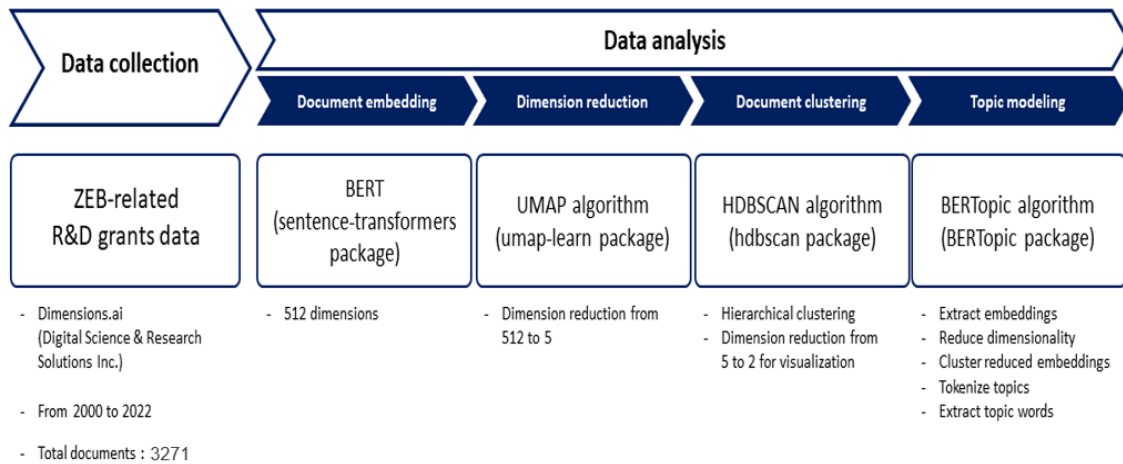 Data collection
Data analysis
Document embedding
Dimension reduction
Document clustering
Topic modeling
ZEB-related
R&D grants data
BERT
(sentence-transformers
package)
UMAP algorithm
(umap-learn package)
HDBSCAN algorithm
(hdbscan package)
BERTopic algorithm
(BERTopic package)
- Dimensions.ai
(Digital Science & Research
Solutions Inc.)
- From 2000 to 2022
- Total documents : 3271
- 512 dimensions
- Dimension reduction from
512 to 5
- Hierarchical clustering
- Dimension reduction from
5 to 2 for visualization
- Extract embeddings
- Reduce dimensionality
- Cluster reduced embeddings
- Tokenize topics
- Extract topic words